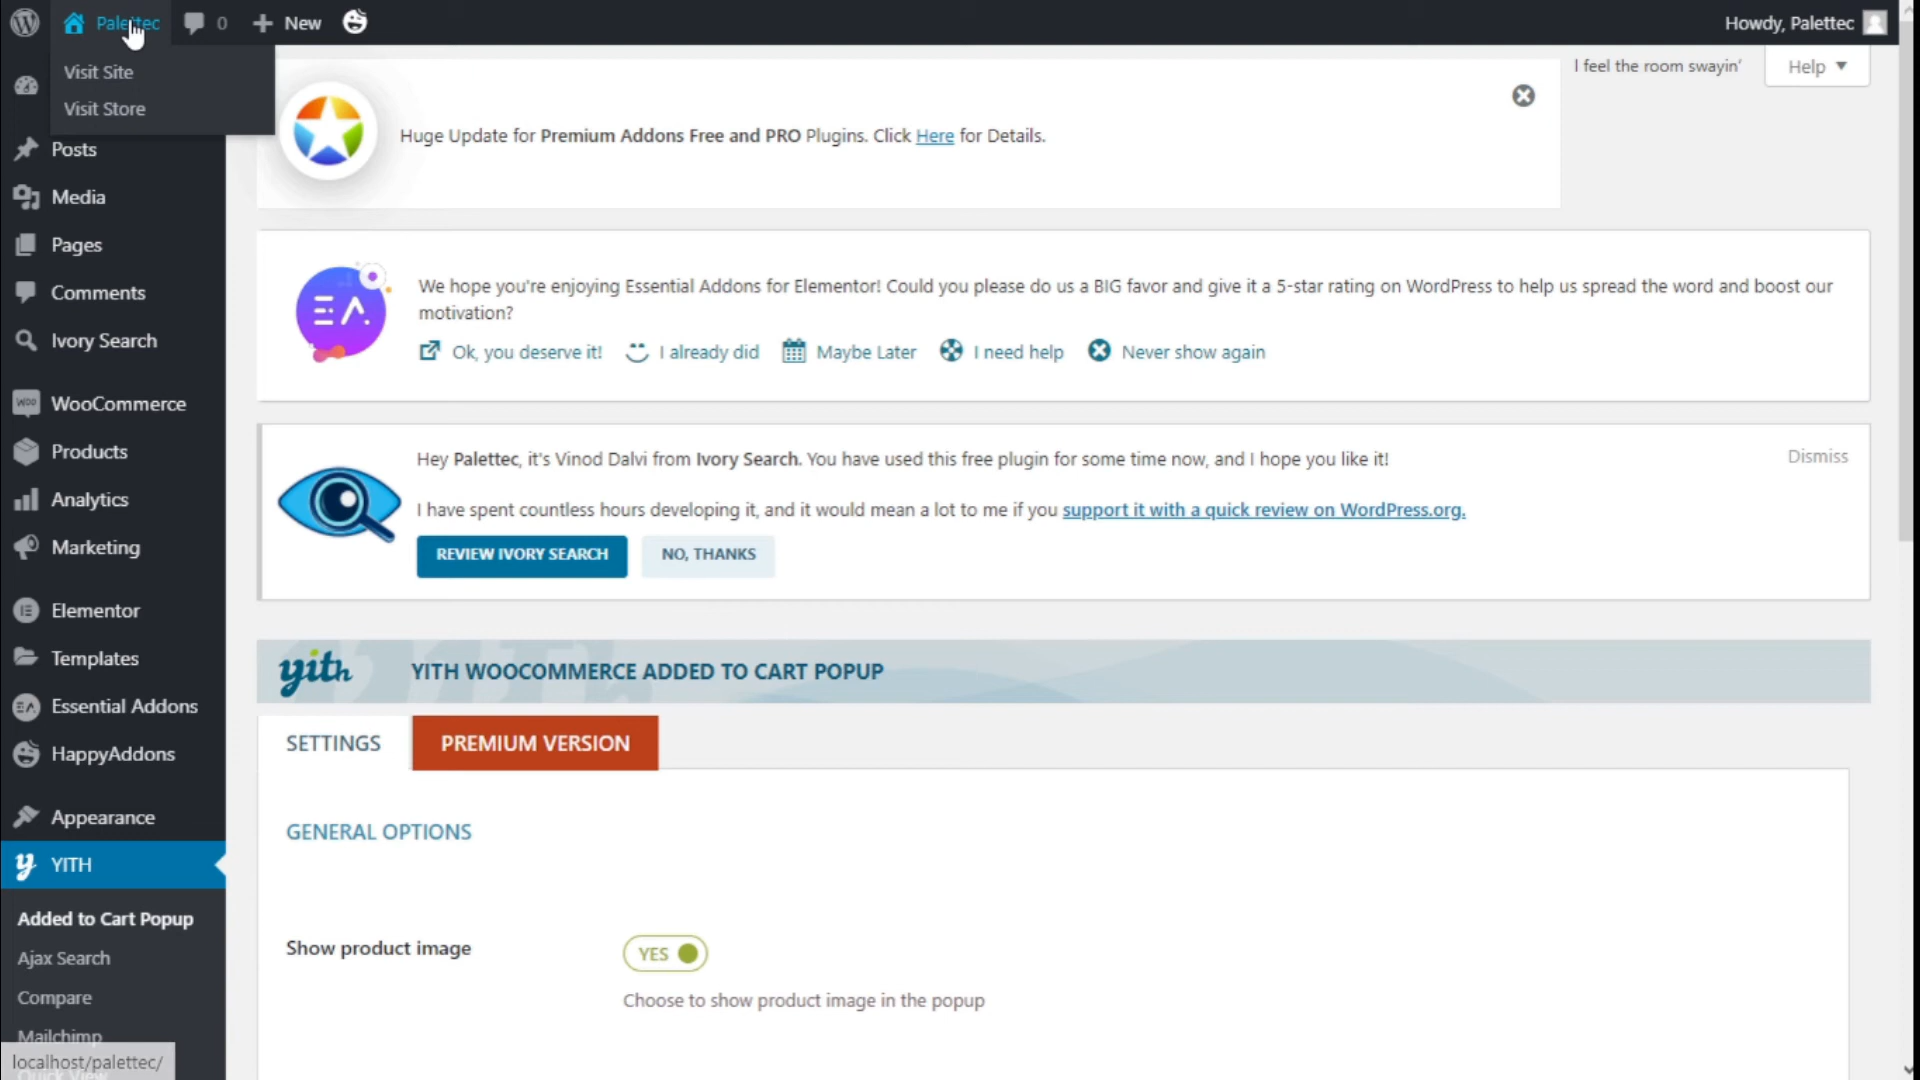 Palettec 0 New Howdy, Palettec
Visit Site
Visit Store
I feel the room swayin' Help
Huge Update for Premium Addons Free and PRO Plugins. Click Here for Details.
Posts
Media
Pages
Comments
Ivory Search
WooCommerce
Products
Analytics
Marketing
Elementor
Templates
Essential Addons
HappyAddons
Appearance
YITH
Added to Cart Popup
Ajax Search
Compare
Mailchimp
Quick View
localhost/palettec/
We hope you're enjoying Essential Addons for Elementor! Could you please do us a BIG favor and give it a 5-star rating on WordPress to help us spread the word and boost our
motivation?
Ok, you deserve it! I already did Maybe Later I need help Never show again
Hey Palettec, it's Vinod Dalvi from Ivory Search. You have used this free plugin for some time now, and I hope you like it! Dismiss
I have spent countless hours developing it, and it would mean a lot to me if you support it with a quick review on WordPress.org.
REVIEW IVORY SEARCH NO, THANKS
yith YITH WOOCOMMERCE ADDED TO CART POPUP
SETTINGS PREMIUM VERSION
GENERAL OPTIONS
Show product image YES
Choose to show product image in the popup